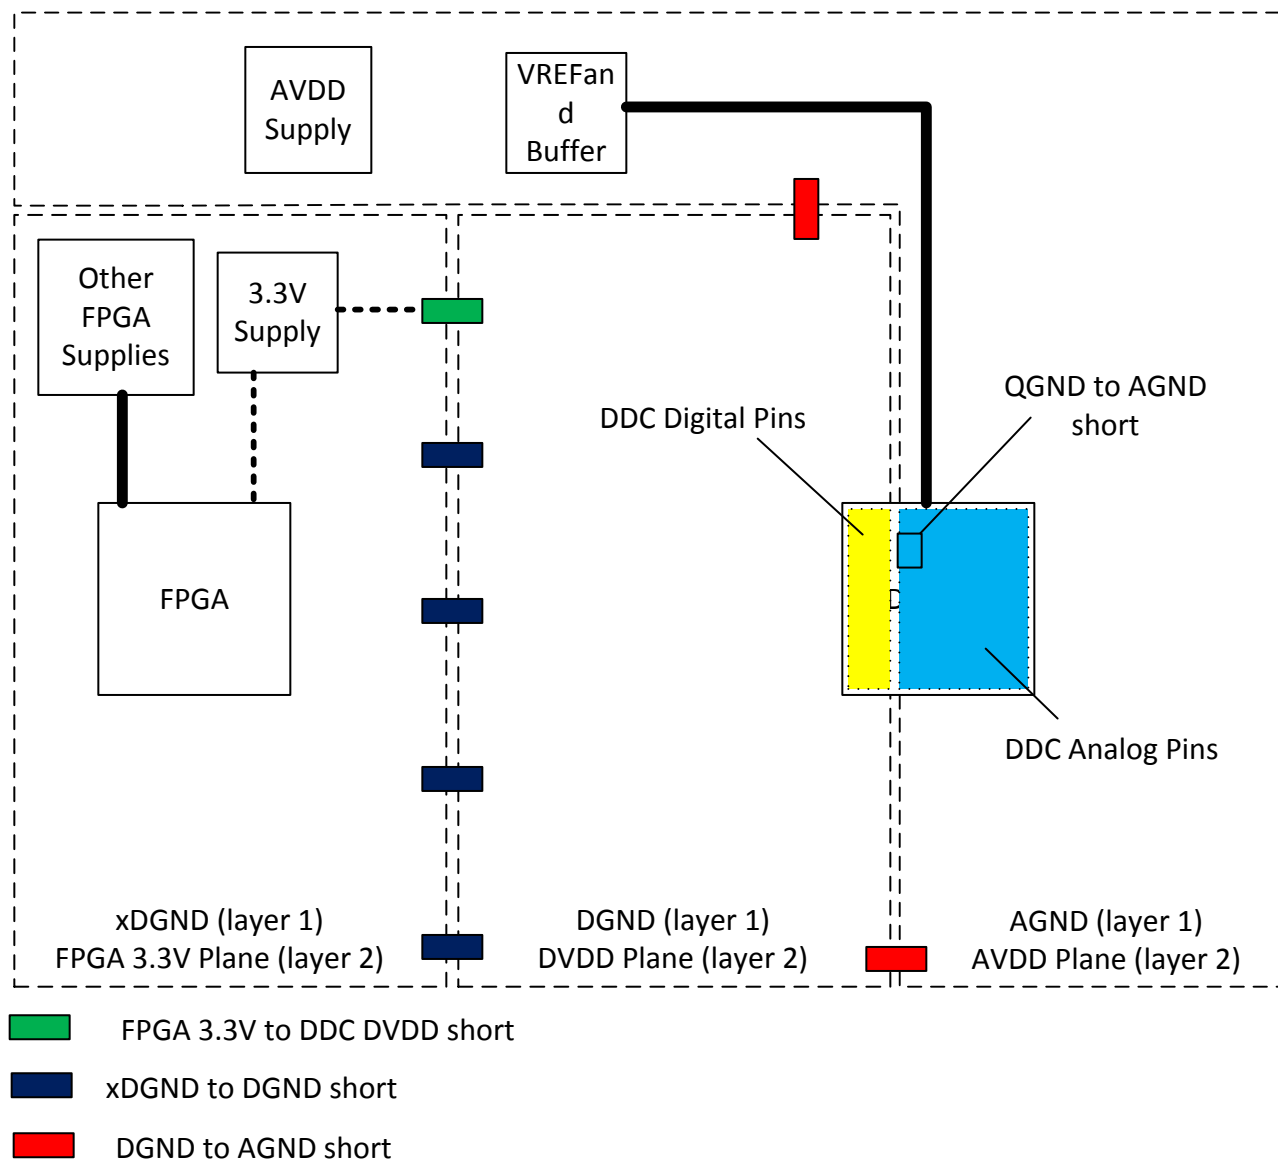 AVDD
Supply
VREFan
d
Buffer
Other
FPGA
Supplies
3.3V
Supply
QGND to AGND
short
DDC Digital Pins
FPGA
D
DDC Analog Pins
xDGND (layer 1)
FPGA 3.3V Plane (layer 2)
DGND (layer 1)
DVDD Plane (layer 2)
AGND (layer 1)
AVDD Plane (layer 2)
FPGA 3.3V to DDC DVDD short
xDGND to DGND short
DGND to AGND short